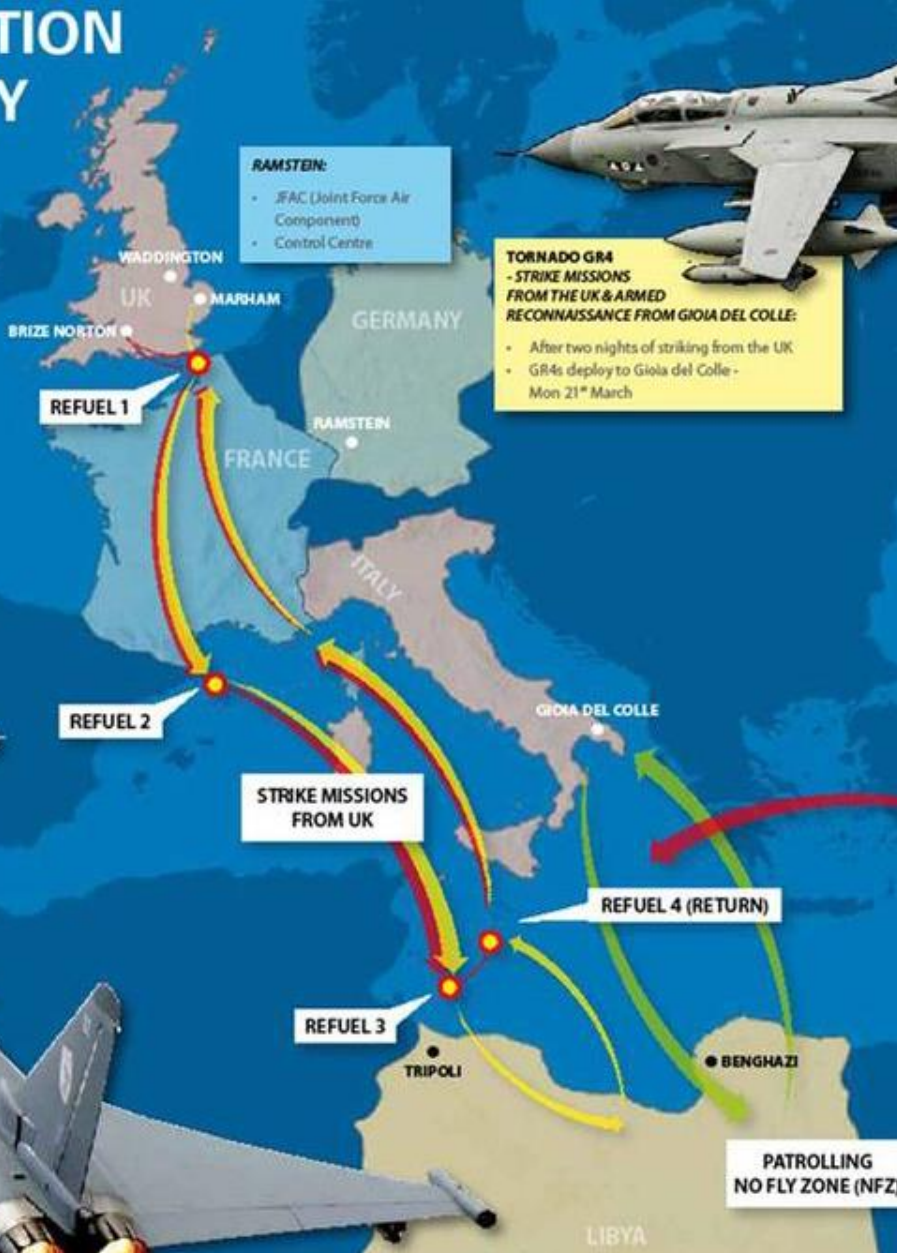 TION
Y
RAMSTEIN:
• JFAC (Joint Force Air
Component)
• Control Centre
WADDINGTON
UK
MARHAM
BRIZE NORTON
TORNADO GR4
- STRIKE MISSIONS
FROM THE UK & ARMED
RECONNAISSANCE FROM GIOIA DEL COLLE:
• After two nights of striking from the UK
• GR4s deploy to Gioia del Colle -
Mon 21st March
GERMANY
REFUEL 1
RAMSTEIN
FRANCE
ITALY
REFUEL 2
GIOIA DEL COLLE
STRIKE MISSIONS
FROM UK
REFUEL 4 (RETURN)
REFUEL 3
TRIPOLI
BENGHAZI
PATROLLING
NO FLY ZONE (NFZ)
LIBYA